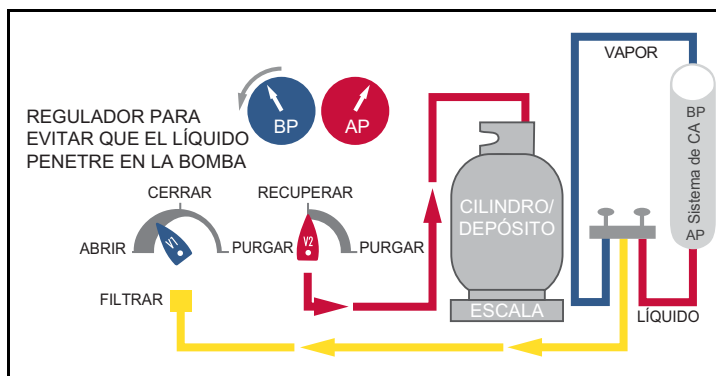 VAPOR
REGULADOR PARA
EVITAR QUE EL LÍQUIDO
PENETRE EN LA BOMBA
BP
AP
BP
Sistema de CA
AP
CERRAR
RECUPERAR
CILINDRO/
DEPÓSITO
ABRIR
V1
PURGAR
V2
PURGAR
FILTRAR
ESCALA
LÍQUIDO